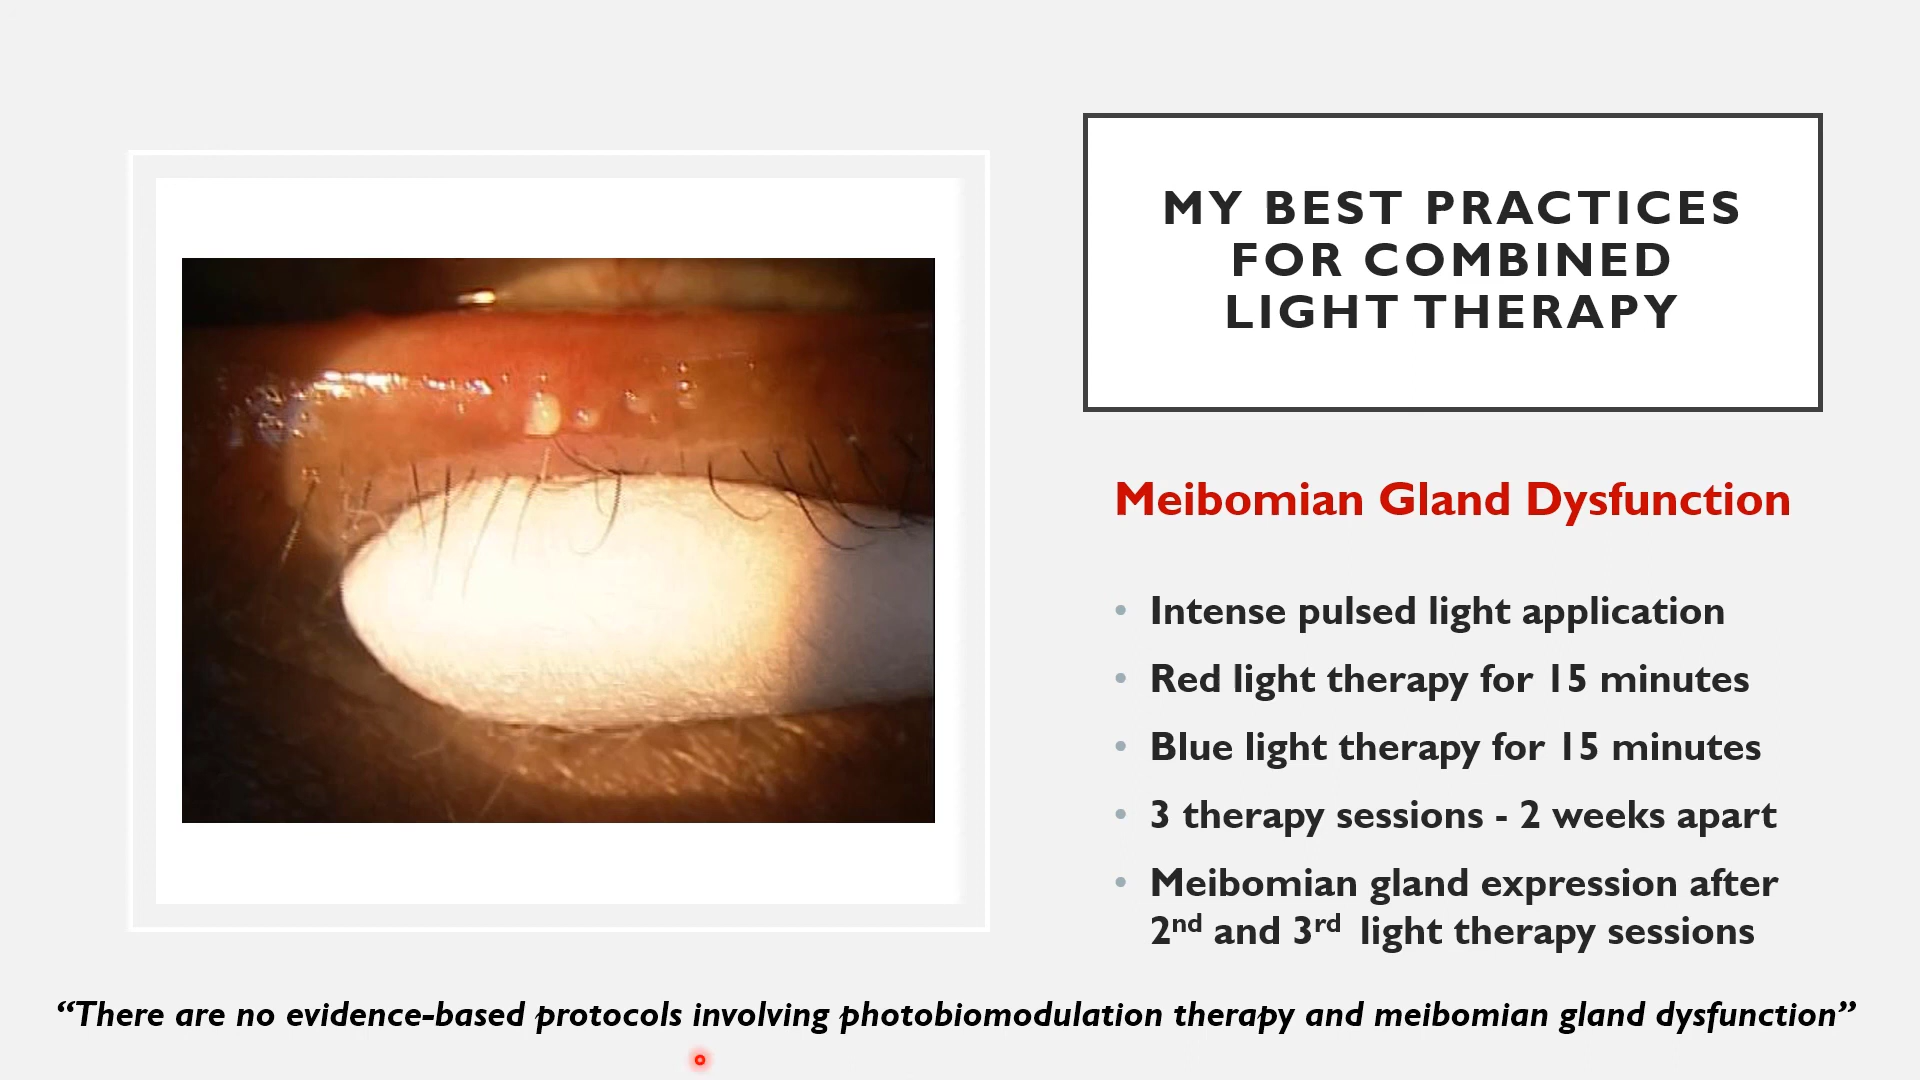 MY BEST PRACTICES
FOR COMBINED
LIGHT THERAPY
Meibomian Gland Dysfunction
• Intense pulsed light application
• Red light therapy for 15 minutes
• Blue light therapy for 15 minutes
• 3 therapy sessions - 2 weeks apart
• Meibomian gland expression after
2nd and 3rd light therapy sessions
“There are no evidence-based protocols involving photobiomodulation therapy and meibomian gland dysfunction”